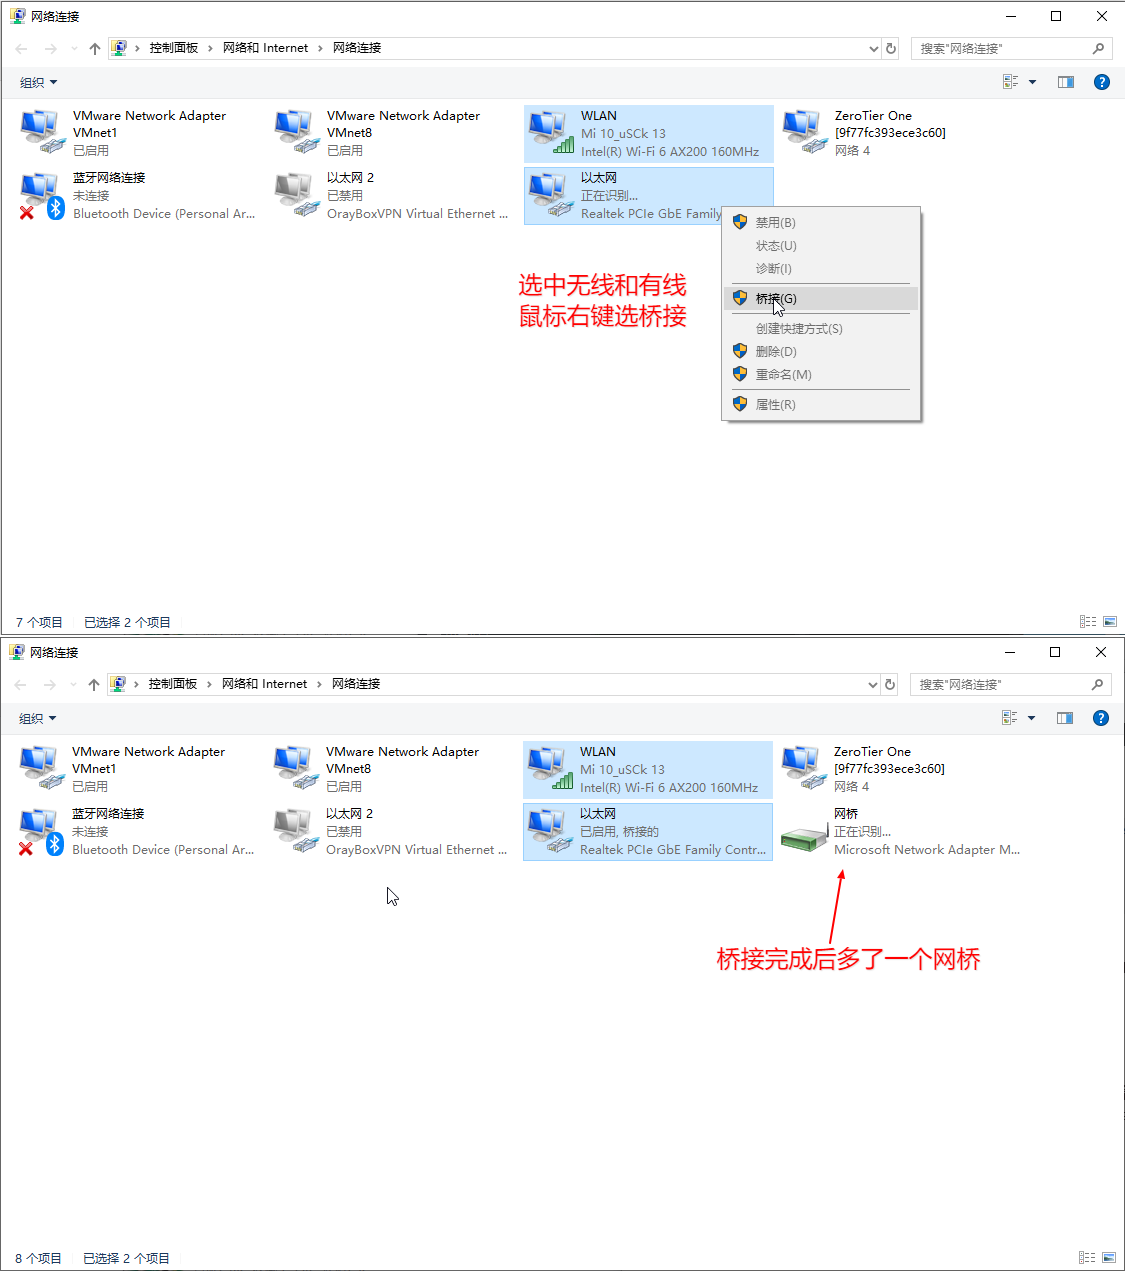 网络连接
控制面板 › 网络和 Internet › 网络连接
搜索"网络连接"
组织
VMware Network Adapter
VMnet1
已启用
VMware Network Adapter
VMnet8
已启用
WLAN
Mi 10_uSCk 13
Intel(R) Wi-Fi 6 AX200 160MHz
ZeroTier One
[9f77fc393ece3c60]
网络 4
蓝牙网络连接
未连接
Bluetooth Device (Personal Ar...
以太网 2
已禁用
OrayBoxVPN Virtual Ethernet ...
以太网
正在识别...
Realtek PCIe GbE Family
禁用(B)
状态(U)
诊断(I)
桥接(G)
创建快捷方式(S)
删除(D)
重命名(M)
属性(R)
选中无线和有线
鼠标右键选桥接
7 个项目 已选择 2 个项目
网络连接
控制面板 › 网络和 Internet › 网络连接
搜索"网络连接"
组织
VMware Network Adapter
VMnet1
已启用
VMware Network Adapter
VMnet8
已启用
WLAN
Mi 10_uSCk 13
Intel(R) Wi-Fi 6 AX200 160MHz
ZeroTier One
[9f77fc393ece3c60]
网络 4
蓝牙网络连接
未连接
Bluetooth Device (Personal Ar...
以太网 2
已禁用
OrayBoxVPN Virtual Ethernet ...
以太网
已启用, 桥接的
Realtek PCIe GbE Family Contr...
网桥
正在识别...
Microsoft Network Adapter M...
桥接完成后多了一个网桥
8 个项目 已选择 2 个项目